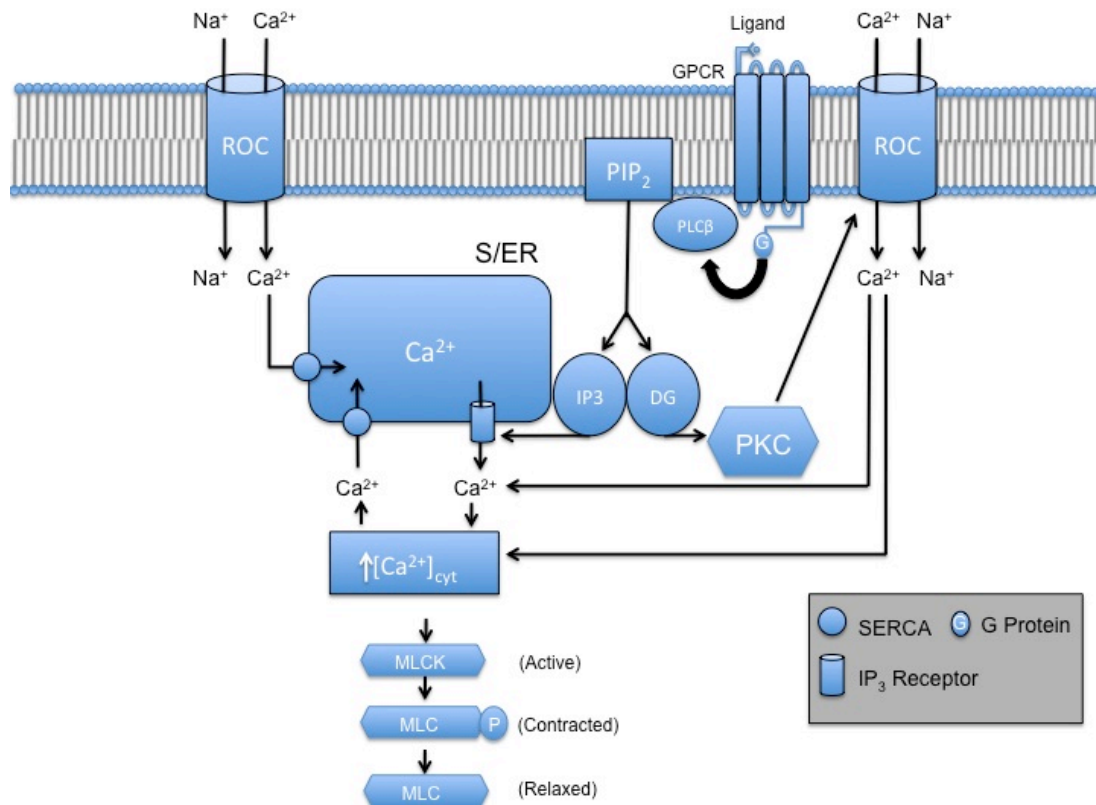 Na⁺ Ca²⁺
Ligand
Ca²⁺ Na⁺
GPCR
ROC
PIP₂
ROC
PLCβ
G
Na⁺ Ca²⁺
S/ER
Ca²⁺ Na⁺
Ca²⁺
IP3
DG
PKC
Ca²⁺
Ca²⁺
↑[Ca²⁺]cyt
MLCK (Active)
MLC P (Contracted)
MLC (Relaxed)
SERCA
G G Protein
IP₃ Receptor